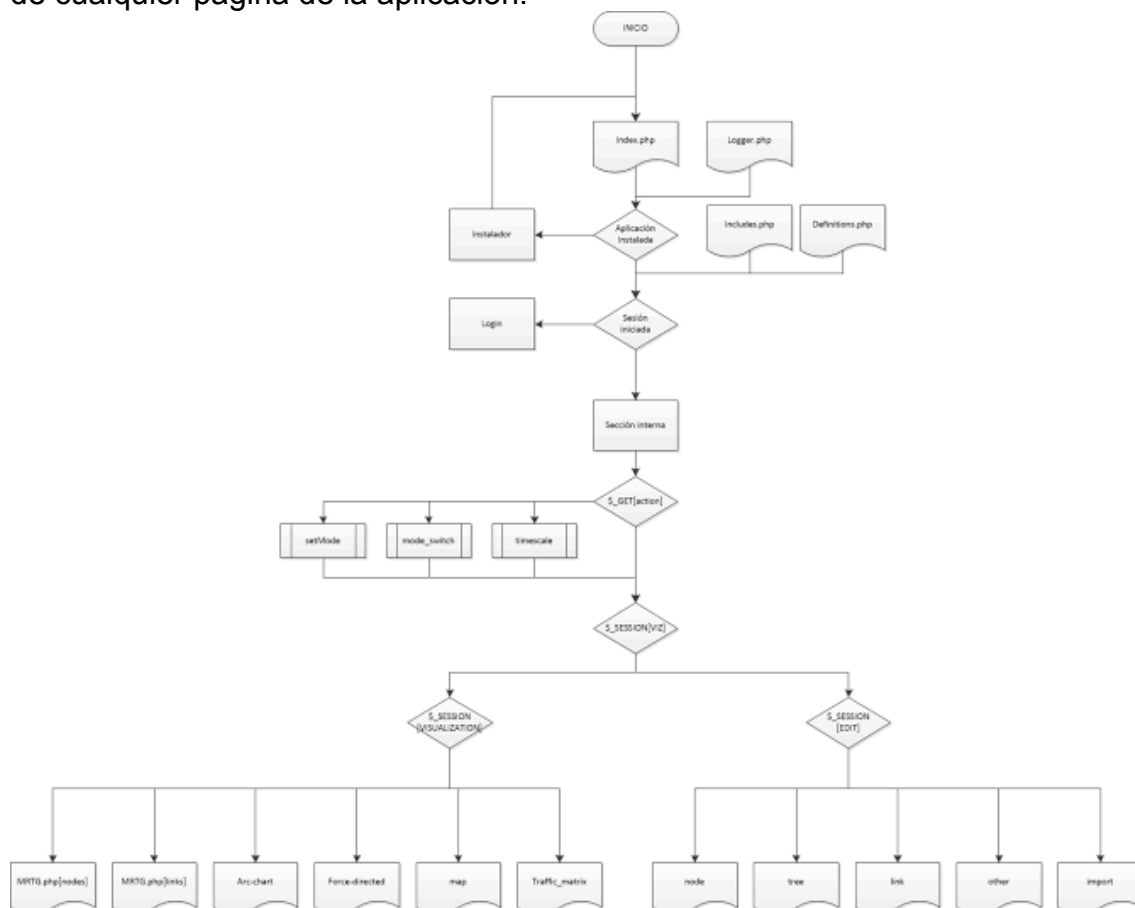 de cualquier página de la aplicación.
INICIO
Index.php
Logger.php
Instalador
Aplicación
Instalada
Includes.php
Definitions.php
Login
Sesión
iniciada
Sección interna
$_GET[action]
setMode
mode_switch
timescale
$_SESSION[VIZ]
$_SESSION
[VISUALIZATION]
$_SESSION
[EDIT]
MRTG.php[nodes]
MRTG.php[links]
Arc-chart
Force-directed
map
Traffic_matrix
node
tree
link
other
import